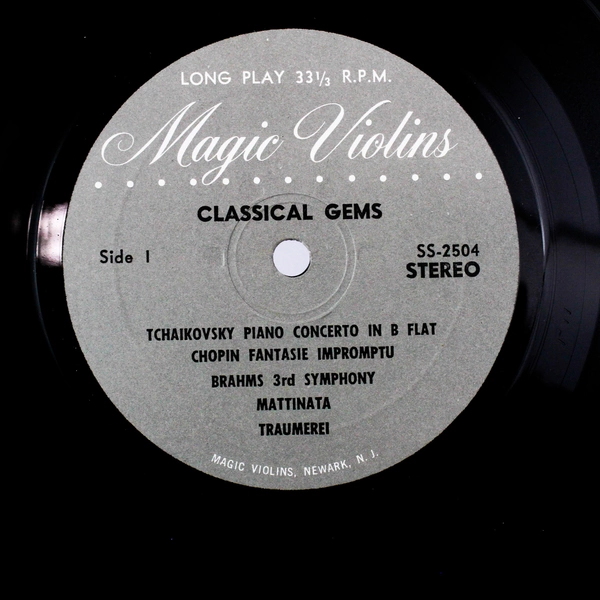 LONG PLAY 33⅓ R.P.M.
Magic Violins
CLASSICAL GEMS
Side 1
SS-2504
STEREO
TCHAIKOVSKY PIANO CONCERTO IN B FLAT
CHOPIN FANTASIE IMPROMPTU
BRAHMS 3rd SYMPHONY
MATTINATA
TRAUMEREI
MAGIC VIOLINS, NEWARK, N. J.